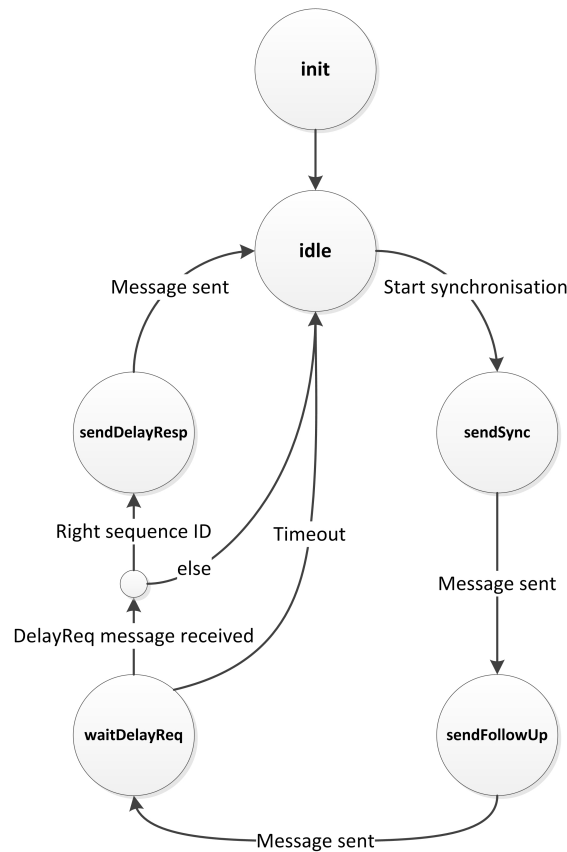 init
idle
Message sent
Start synchronisation
sendDelayResp
sendSync
Right sequence ID
Timeout
else
Message sent
DelayReq message received
waitDelayReq
sendFollowUp
Message sent